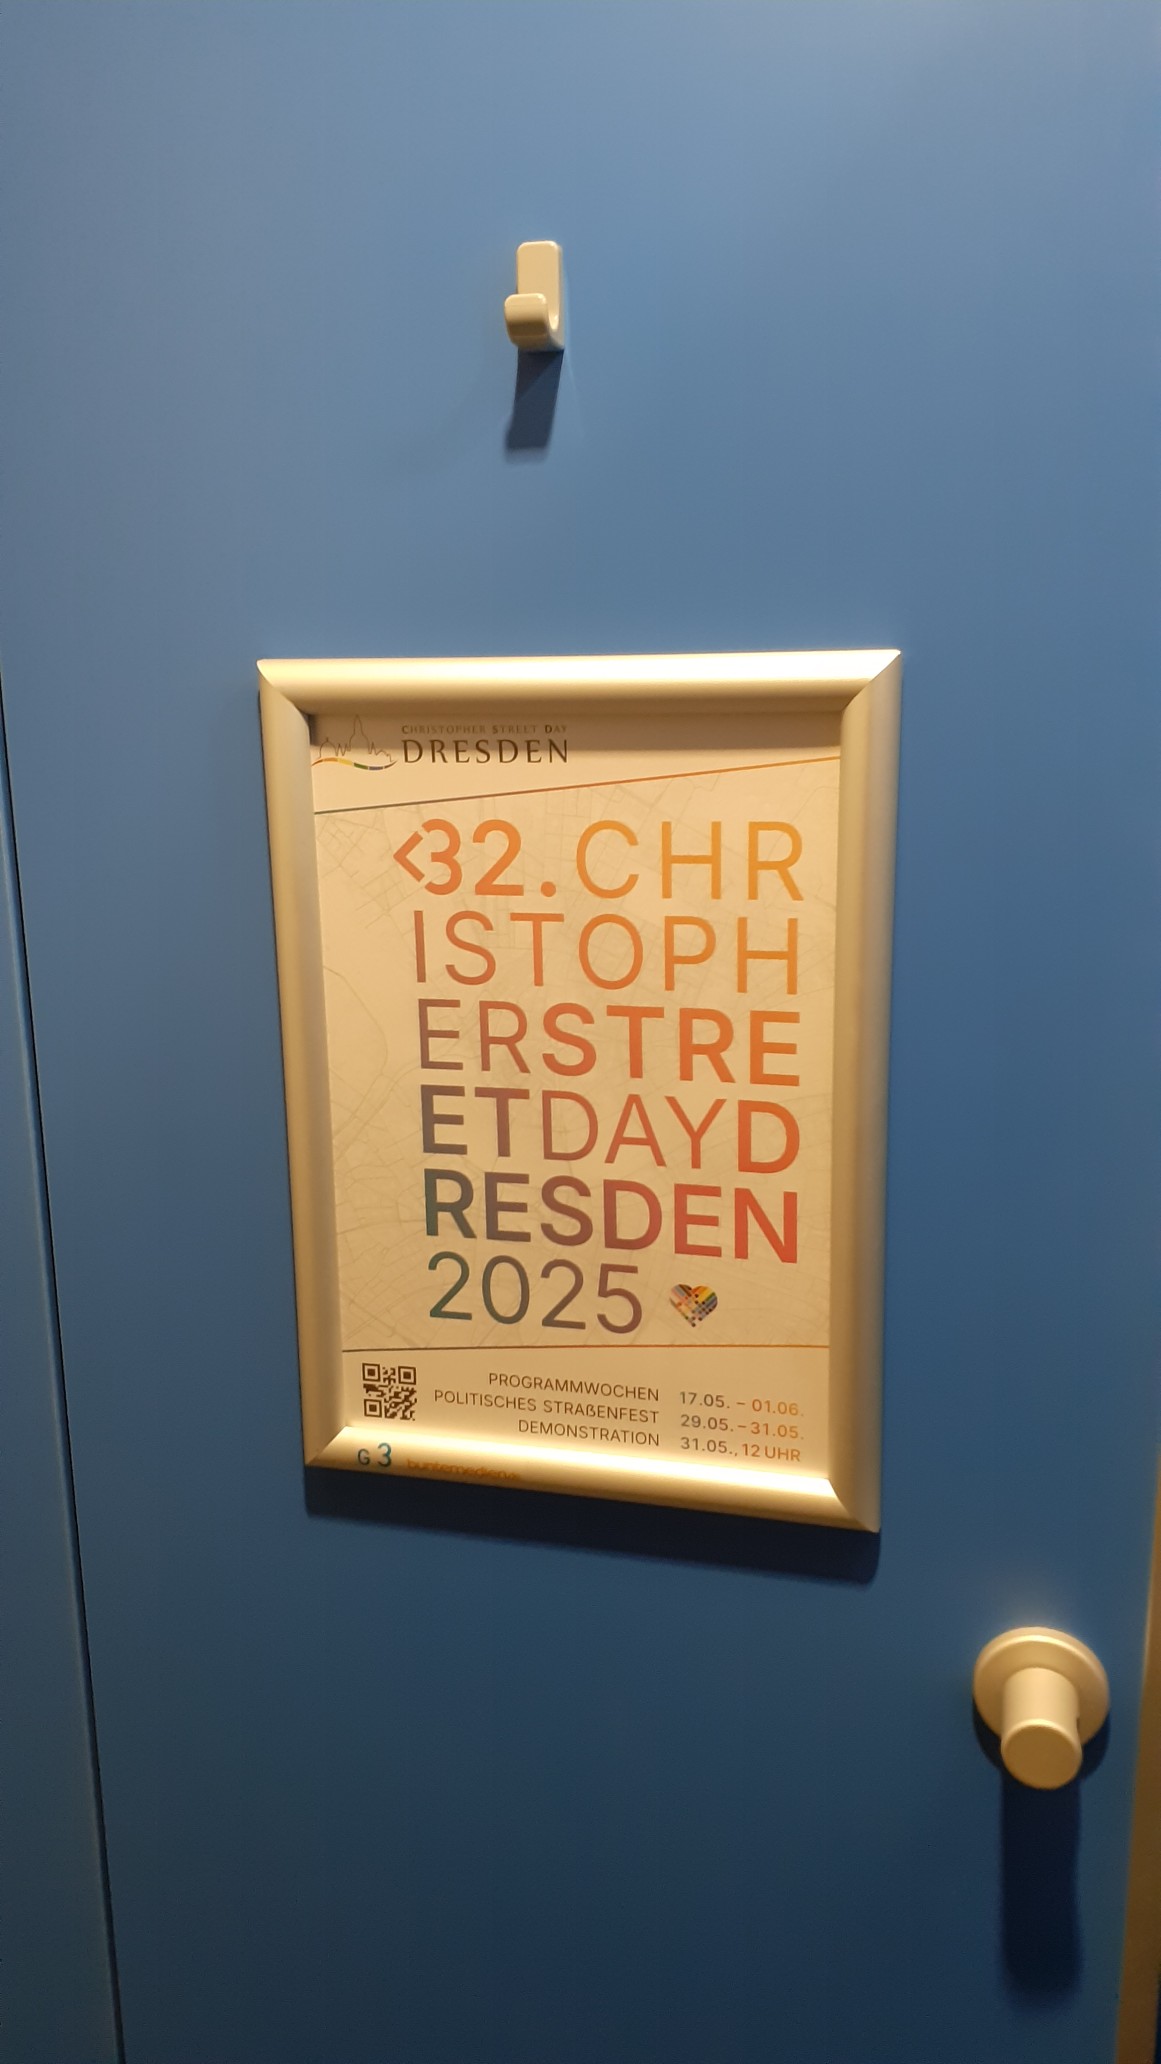 CHRISTOPHER STREET DAY
DRESDEN
<32. CHR
ISTOPH
ERSTRE
ETDAYD
RESDEN
2025
PROGRAMMWOCHEN 17.05. – 01.06.
POLITISCHES STRAßENFEST 29.05. – 31.05.
DEMONSTRATION 31.05., 12 UHR
G 3